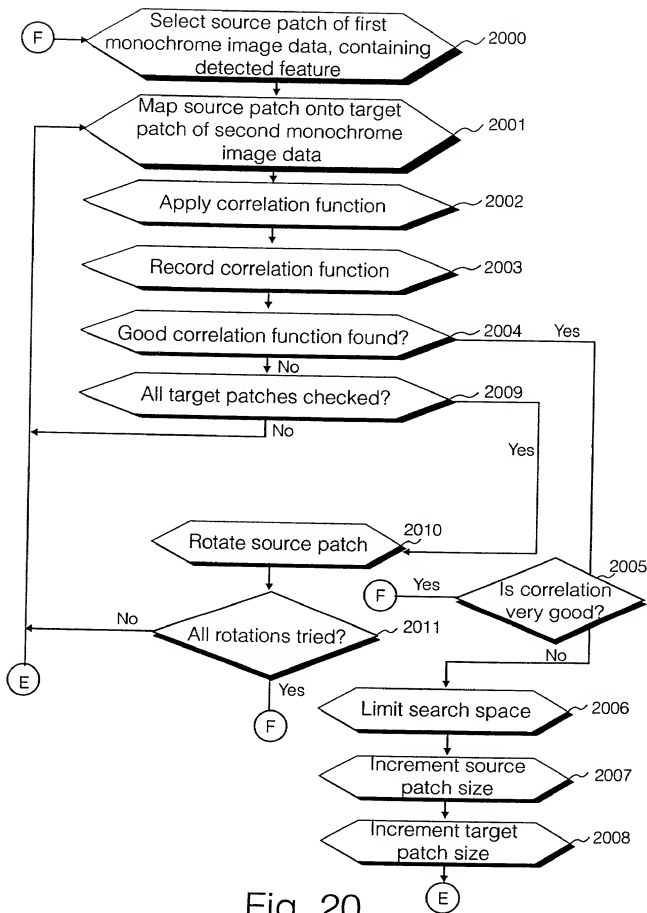 F
Select source patch of first
monochrome image data, containing
detected feature
2000
Map source patch onto target
patch of second monochrome
image data
2001
Apply correlation function
2002
Record correlation function
2003
Good correlation function found?
2004
Yes
No
All target patches checked?
2009
No
Yes
Rotate source patch
2010
2005
Is correlation
very good?
Yes
F
No
All rotations tried?
2011
No
E
Yes
F
Limit search space
2006
Increment source
patch size
2007
Increment target
patch size
2008
E
Fig. 20